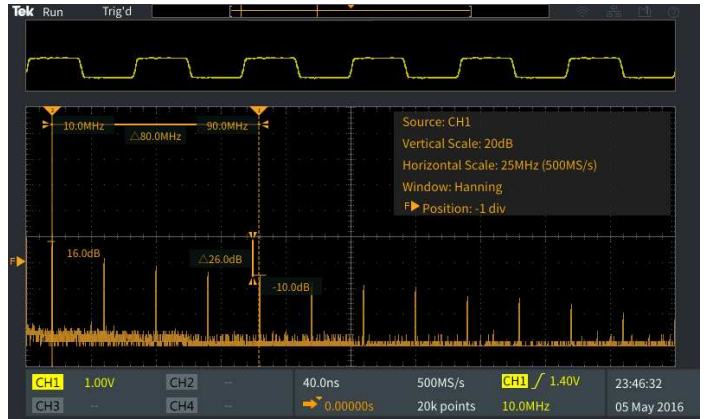 Tek Run Trig'd
10.0MHz 90.0MHz
△80.0MHz
Source: CH1
Vertical Scale: 20dB
Horizontal Scale: 25MHz (500MS/s)
Window: Hanning
F▶ Position: -1 div
16.0dB
△26.0dB
F
-10.0dB
CH1 1.00V CH2 -- 40.0ns 500MS/s CH1 / 1.40V 23:46:32
CH3 -- CH4 -- 0.00000s 20k points 10.0MHz 05 May 2016